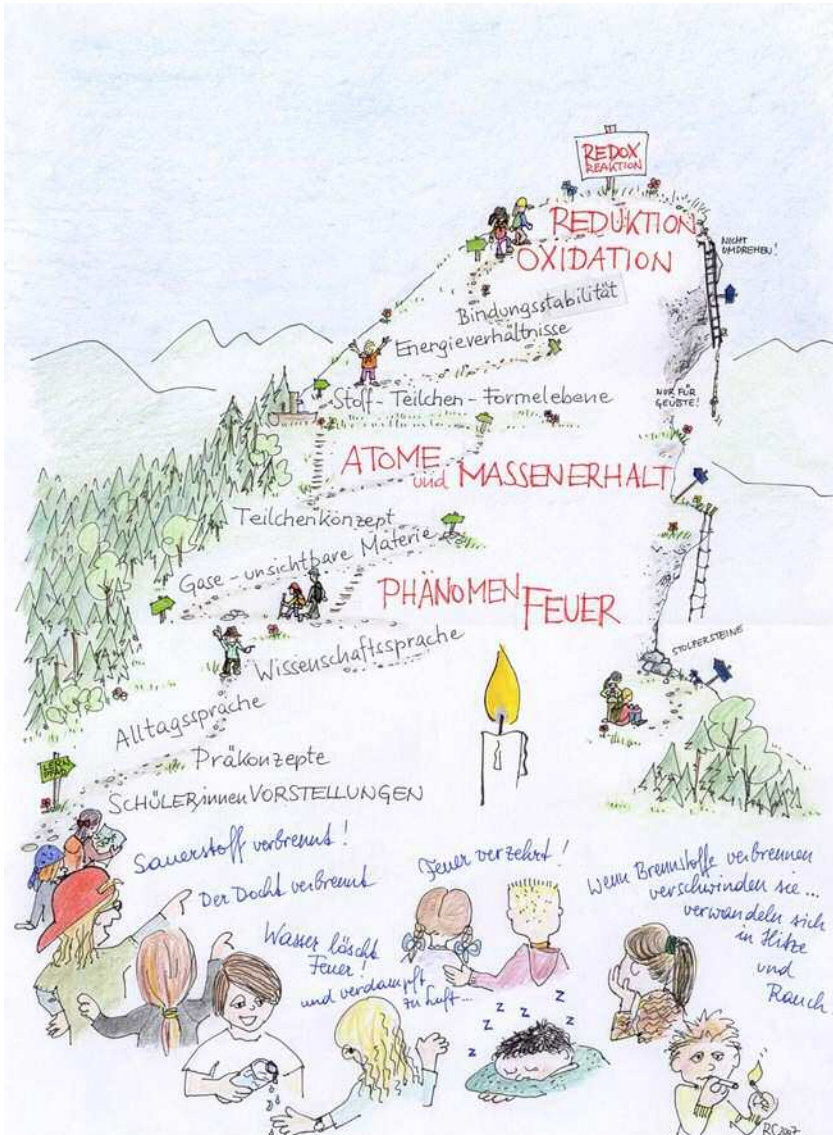 REDOX
REAKTION
REDUKTION
OXIDATION
NICHT
UMDREHEN!
Bindungsstabilität
Energieverhältnisse
Stoff-Teilchen-Formelebene
NUR FÜR
GEÜBTE!
ATOME
und MASSENERHALT
Teilchenkonzept
Gase - unsichtbare Materie
PHÄNOMEN FEUER
Wissenschaftssprache
STOLPERSTEINE
Alltagssprache
LERN
PFAD
Präkonzepte
SCHÜLERinnen VORSTELLUNGEN
Sauerstoff verbrennt!
Der Docht verbrennt
Feuer verzehrt!
Wenn Brennstoffe verbrennen
verschwinden sie...
verwandeln sich
in Hitze
und
Rauch
Wasser löscht
Feuer!
und verdampft
zu Luft...
z z z z z z
RC 2007